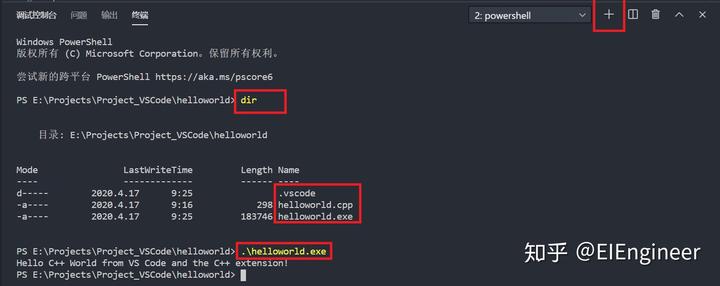 调试控制台 问题 输出 终端 2: powershell
Windows PowerShell
版权所有 (C) Microsoft Corporation。保留所有权利。
尝试新的跨平台 PowerShell https://aka.ms/pscore6
PS E:\Projects\Project_VSCode\helloworld> dir
目录: E:\Projects\Project_VSCode\helloworld
Mode LastWriteTime Length Name
---- ------------- ------ ----
d----- 2020.4.17 9:25 .vscode
-a---- 2020.4.17 9:16 298 helloworld.cpp
-a---- 2020.4.17 9:25 183746 helloworld.exe
PS E:\Projects\Project_VSCode\helloworld> .\helloworld.exe
Hello C++ World from VS Code and the C++ extension!
PS E:\Projects\Project_VSCode\helloworld>
知乎 @EIEngineer